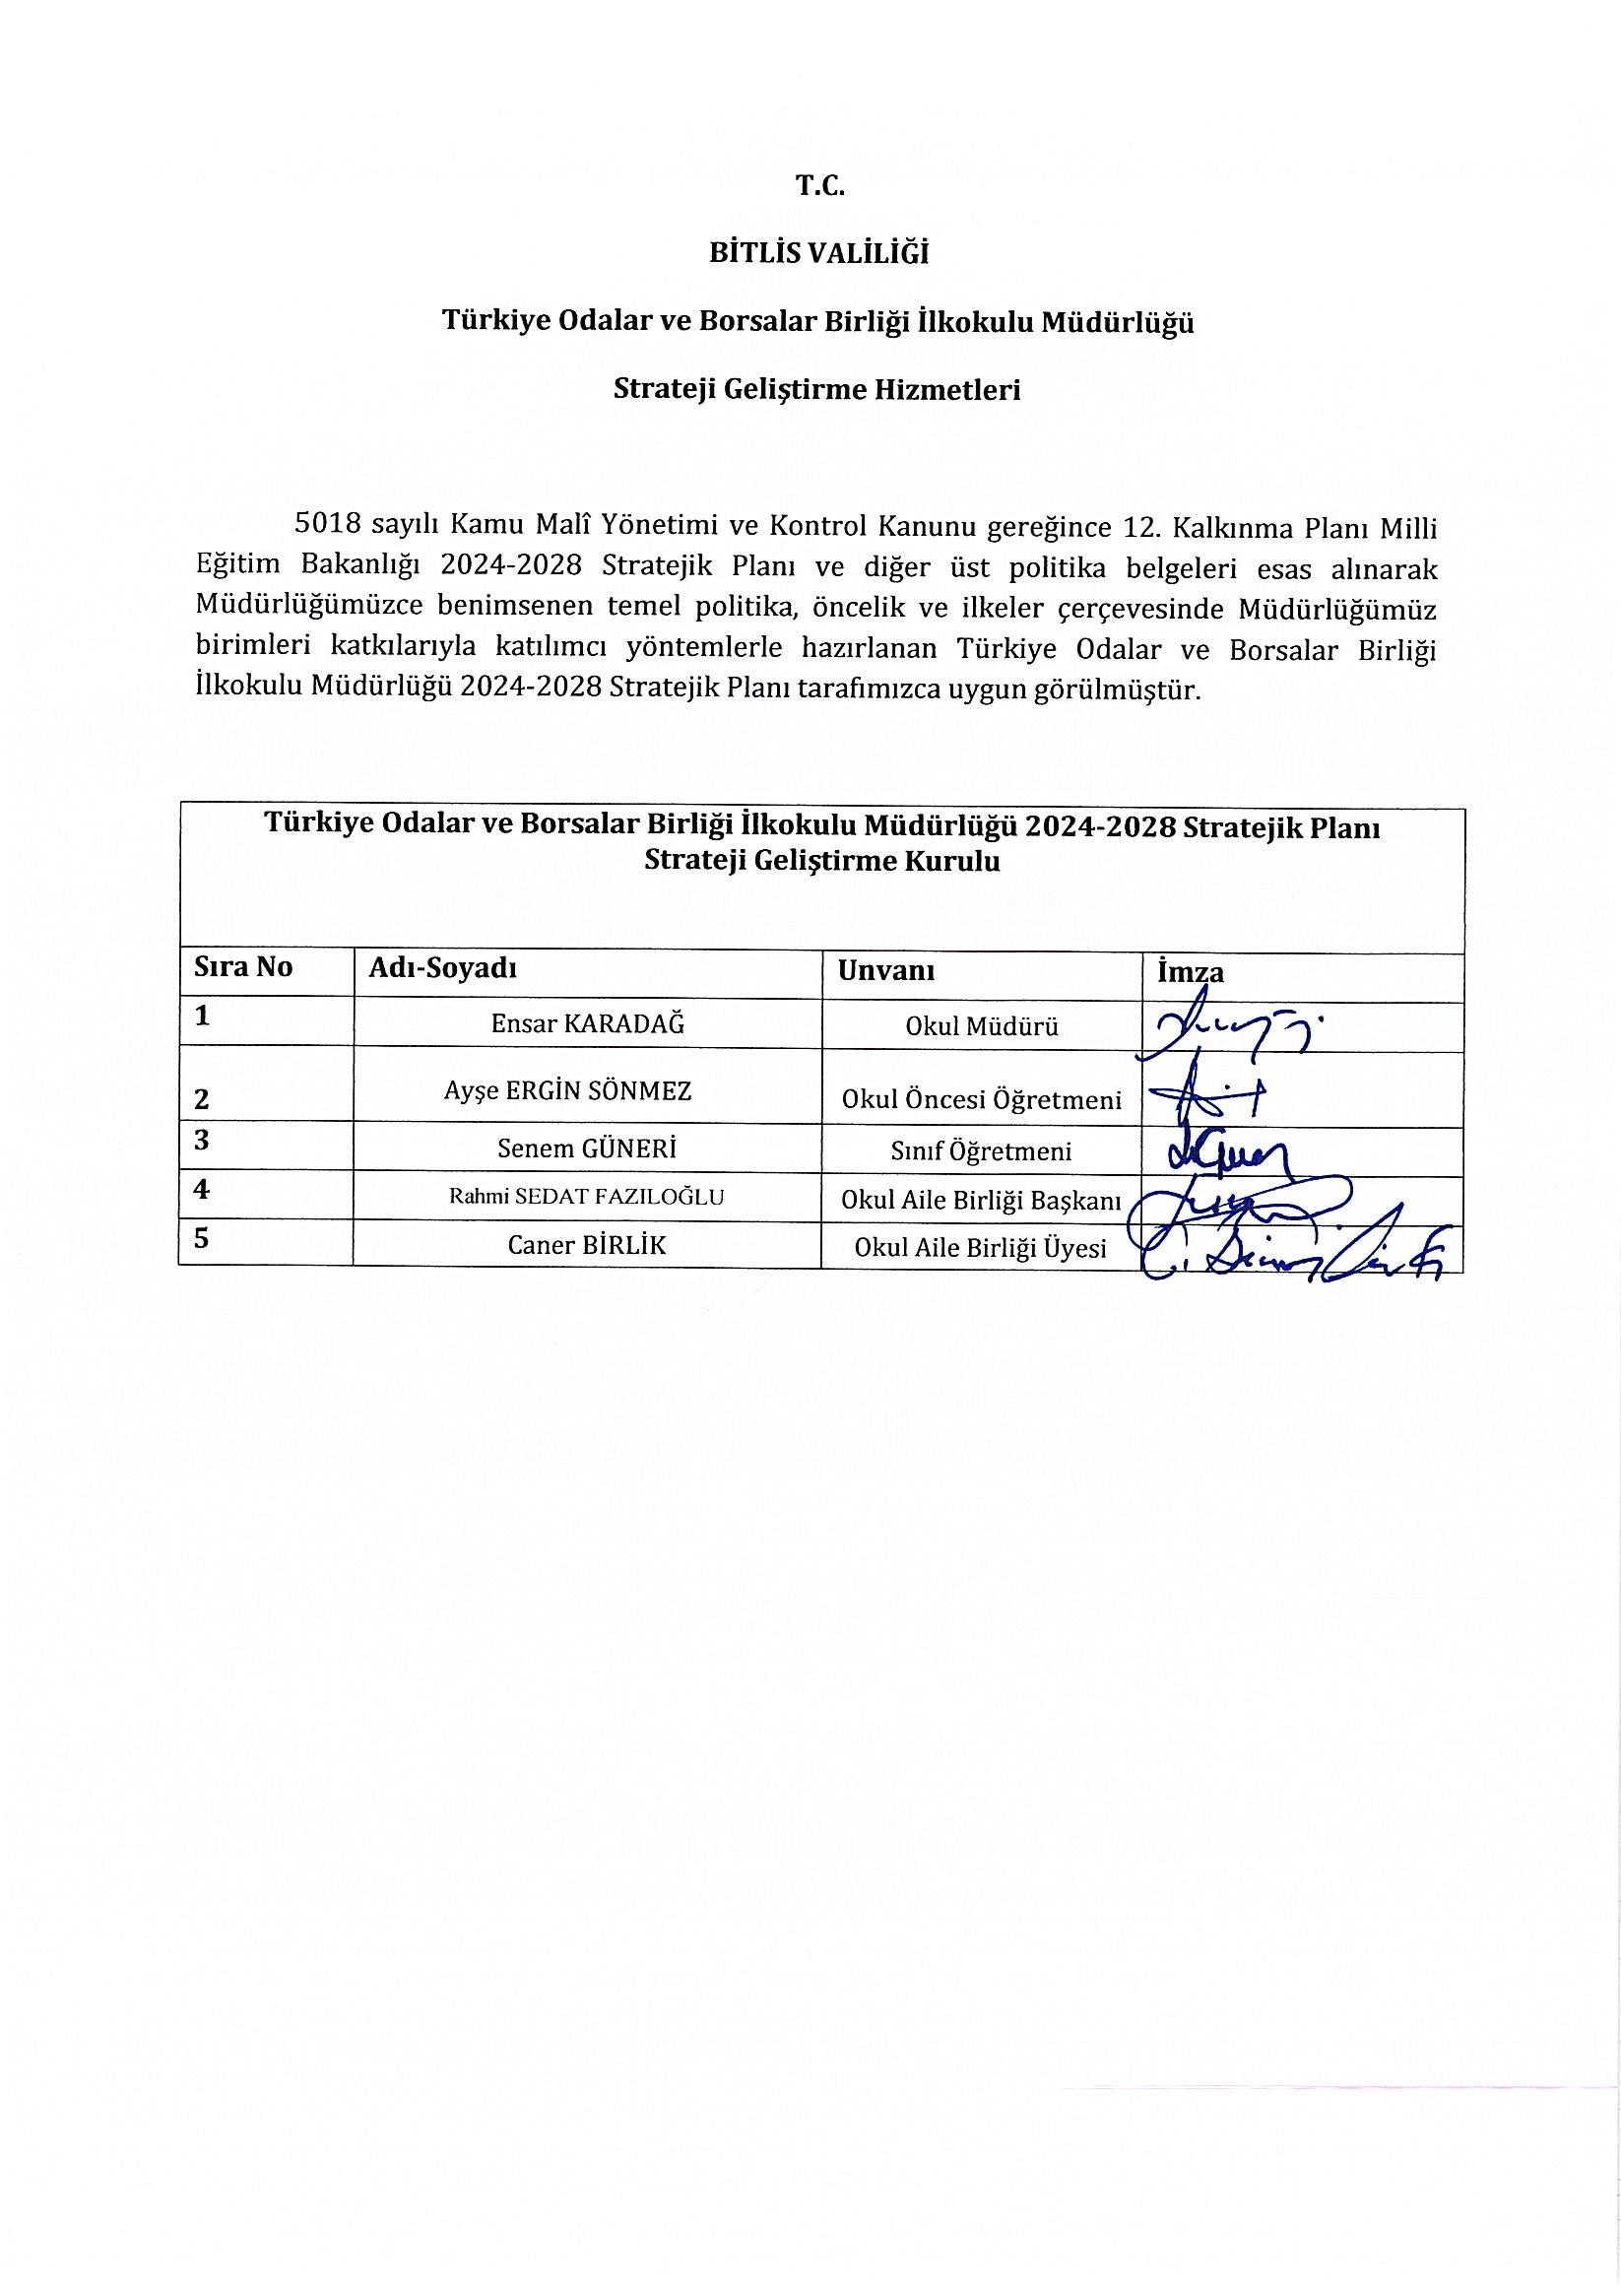 T.C.
BİTLİS VALİLİĞİ
Türkiye Odalar ve Borsalar Birliği İlkokulu Müdürlüğü
Strateji Geliştirme Hizmetleri
5018 sayılı Kamu Malî Yönetimi ve Kontrol Kanunu gereğince 12. Kalkınma Planı Milli
Eğitim Bakanlığı 2024-2028 Stratejik Planı ve diğer üst politika belgeleri esas alınarak
Müdürlüğümüzce benimsenen temel politika, öncelik ve ilkeler çerçevesinde Müdürlüğümüz
birimleri katkılarıyla katılımcı yöntemlerle hazırlanan Türkiye Odalar ve Borsalar Birliği
İlkokulu Müdürlüğü 2024-2028 Stratejik Planı tarafımızca uygun görülmüştür.
Türkiye Odalar ve Borsalar Birliği İlkokulu Müdürlüğü 2024-2028 Stratejik Planı
Strateji Geliştirme Kurulu
Sıra No Adı-Soyadı Unvanı İmza
1 Ensar KARADAĞ Okul Müdürü
2 Ayşe ERGİN SÖNMEZ Okul Öncesi Öğretmeni
3 Senem GÜNERİ Sınıf Öğretmeni
4 Rahmi SEDAT FAZILOĞLU Okul Aile Birliği Başkanı
5 Caner BİRLİK Okul Aile Birliği Üyesi